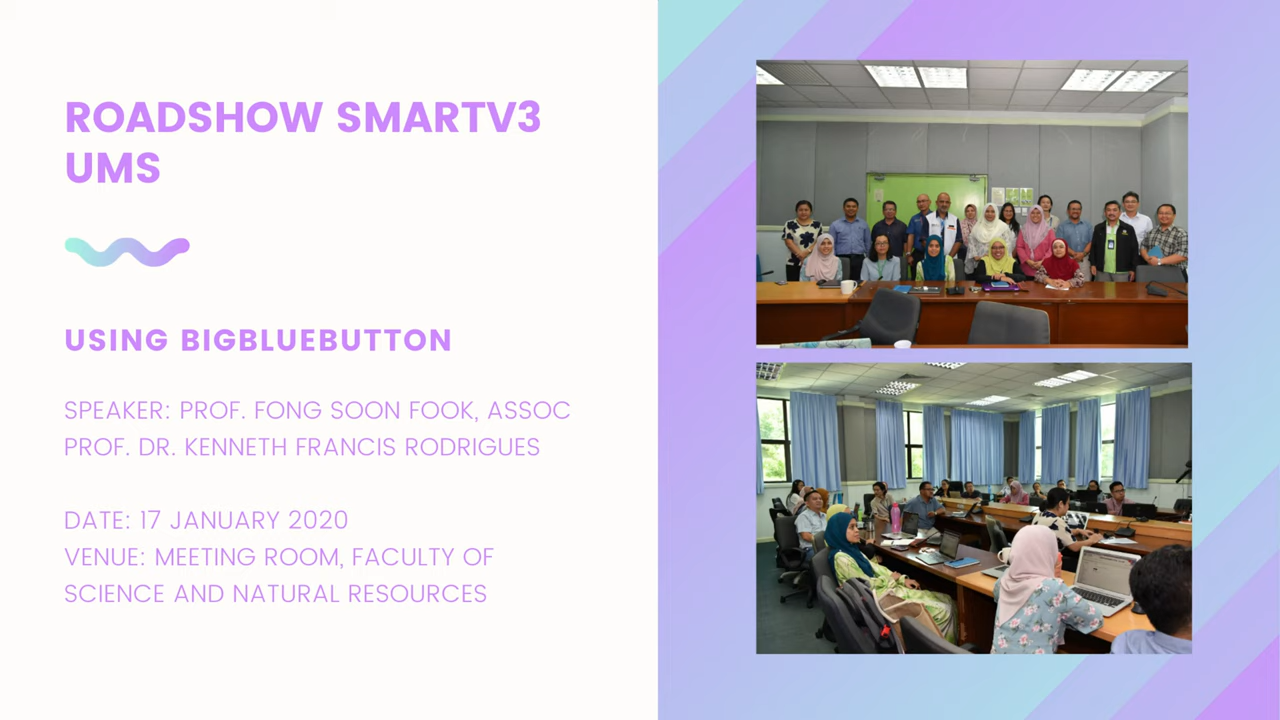 ROADSHOW SMARTV3
UMS
USING BIGBLUEBUTTON
SPEAKER: PROF. FONG SOON FOOK, ASSOC
PROF. DR. KENNETH FRANCIS RODRIGUES
DATE: 17 JANUARY 2020
VENUE: MEETING ROOM, FACULTY OF
SCIENCE AND NATURAL RESOURCES